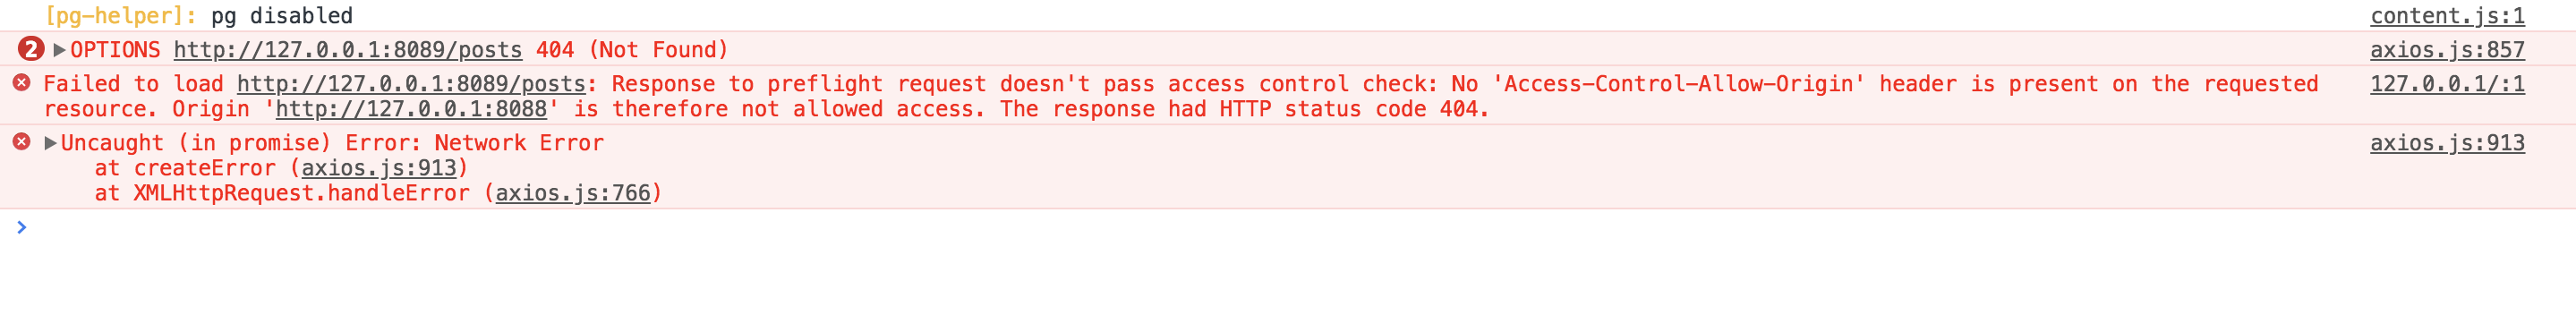 [pg-helper]: pg disabled content.js:1
2 ▶OPTIONS http://127.0.0.1:8089/posts 404 (Not Found) axios.js:857
Failed to load http://127.0.0.1:8089/posts: Response to preflight request doesn't pass access control check: No 'Access-Control-Allow-Origin' header is present on the requested 127.0.0.1/:1
resource. Origin 'http://127.0.0.1:8088' is therefore not allowed access. The response had HTTP status code 404.
▶Uncaught (in promise) Error: Network Error axios.js:913
at createError (axios.js:913)
at XMLHttpRequest.handleError (axios.js:766)